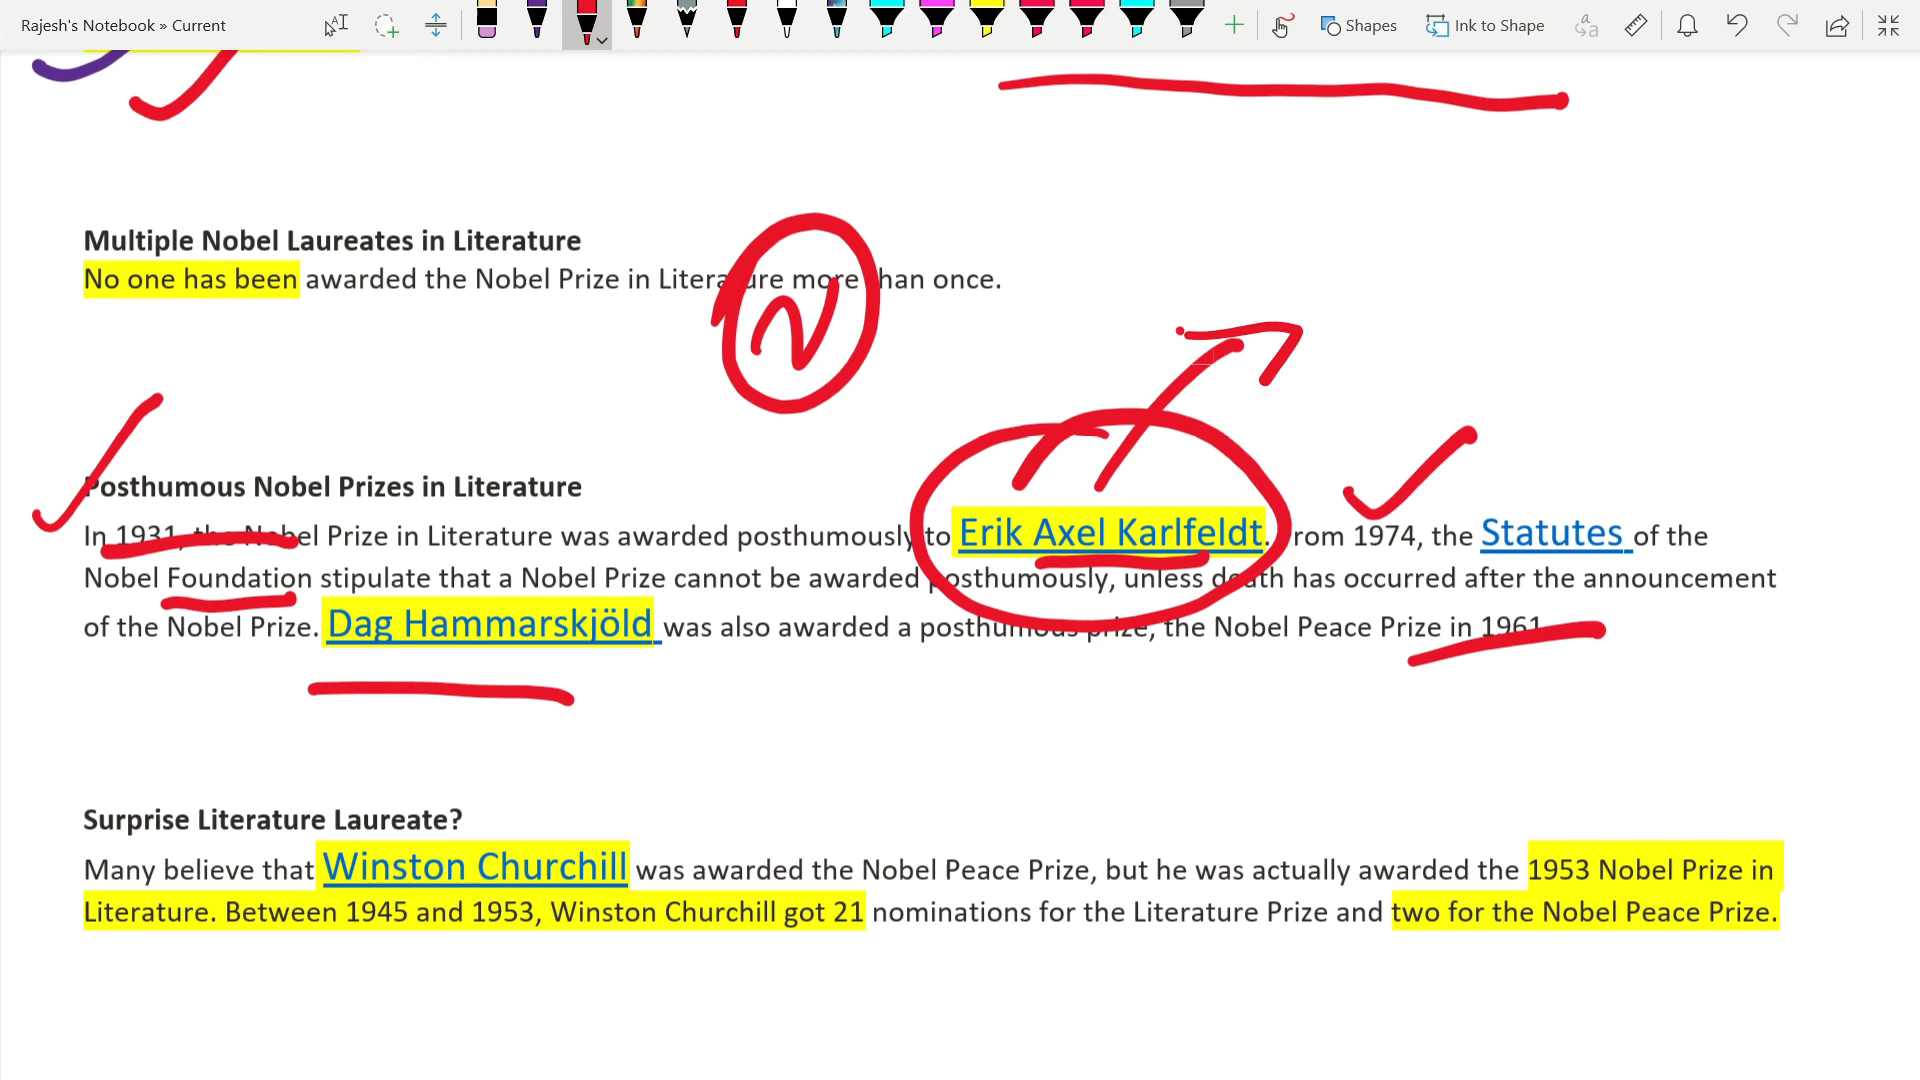 Rajesh's Notebook » Current
Shapes
Ink to Shape
Multiple Nobel Laureates in Literature
No one has been awarded the Nobel Prize in Literature more than once.
N
Posthumous Nobel Prizes in Literature
In 1931, the Nobel Prize in Literature was awarded posthumously to Erik Axel Karlfeldt. From 1974, the Statutes of the
Nobel Foundation stipulate that a Nobel Prize cannot be awarded posthumously, unless death has occurred after the announcement
of the Nobel Prize. Dag Hammarskjöld was also awarded a posthumous prize, the Nobel Peace Prize in 1961.
Surprise Literature Laureate?
Many believe that Winston Churchill was awarded the Nobel Peace Prize, but he was actually awarded the 1953 Nobel Prize in
Literature. Between 1945 and 1953, Winston Churchill got 21 nominations for the Literature Prize and two for the Nobel Peace Prize.